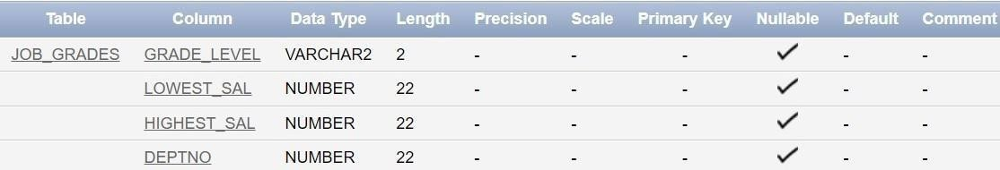 Table Column Data Type Length Precision Scale Primary Key Nullable Default Comment
JOB_GRADES GRADE_LEVEL VARCHAR2 2 - - - ✓ - -
LOWEST_SAL NUMBER 22 - - - ✓ - -
HIGHEST_SAL NUMBER 22 - - - ✓ - -
DEPTNO NUMBER 22 - - - ✓ - -